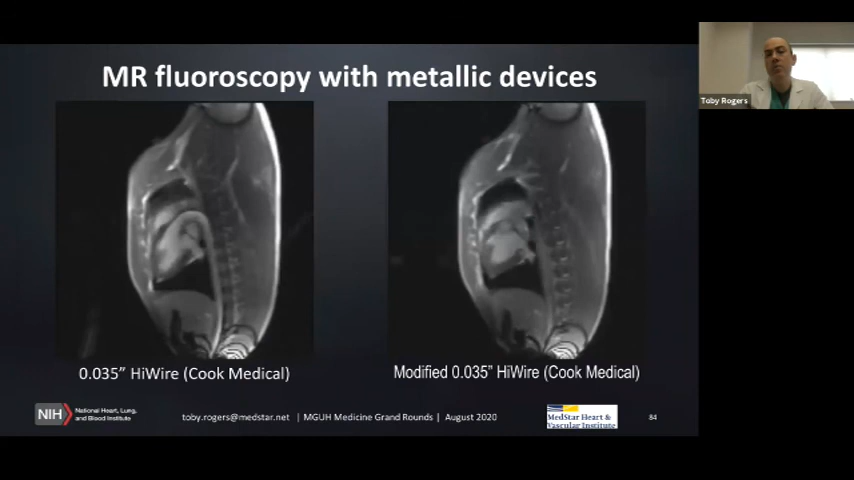 MR fluoroscopy with metallic devices
Toby Rogers
0.035" HiWire (Cook Medical)
Modified 0.035" HiWire (Cook Medical)
NIH
National Heart, Lung,
and Blood Institute
toby.rogers@medstar.net | MGUH Medicine Grand Rounds | August 2020
MedStar Heart &
Vascular Institute
84